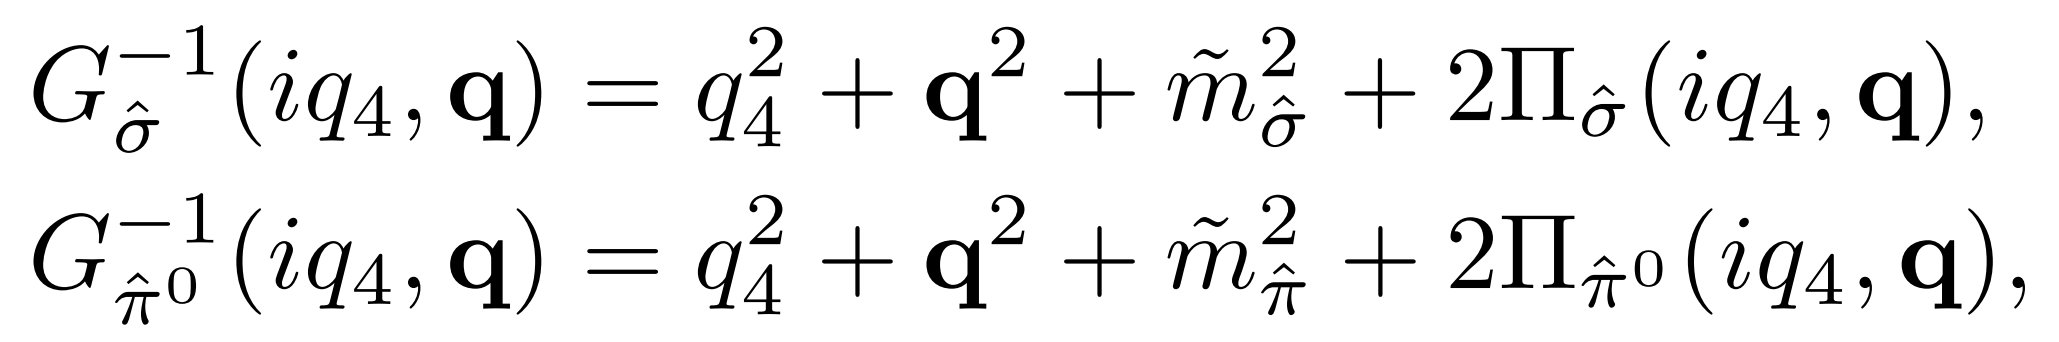 $G_{\hat{\sigma}}^{-1}(iq_4, \mathbf{q}) = q_4^2 + \mathbf{q}^2 + \tilde{m}_{\hat{\sigma}}^2 + 2\Pi_{\hat{\sigma}}(iq_4, \mathbf{q}),$
$G_{\hat{\pi}^0}^{-1}(iq_4, \mathbf{q}) = q_4^2 + \mathbf{q}^2 + \tilde{m}_{\hat{\pi}}^2 + 2\Pi_{\hat{\pi}^0}(iq_4, \mathbf{q}),$